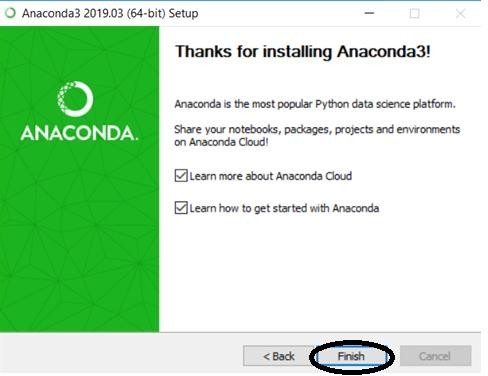 Anaconda3 2019.03 (64-bit) Setup
Thanks for installing Anaconda3!
Anaconda is the most popular Python data science platform.
Share your notebooks, packages, projects and environments
on Anaconda Cloud!
ANACONDA.
Learn more about Anaconda Cloud
Learn how to get started with Anaconda
< Back
Finish
Cancel